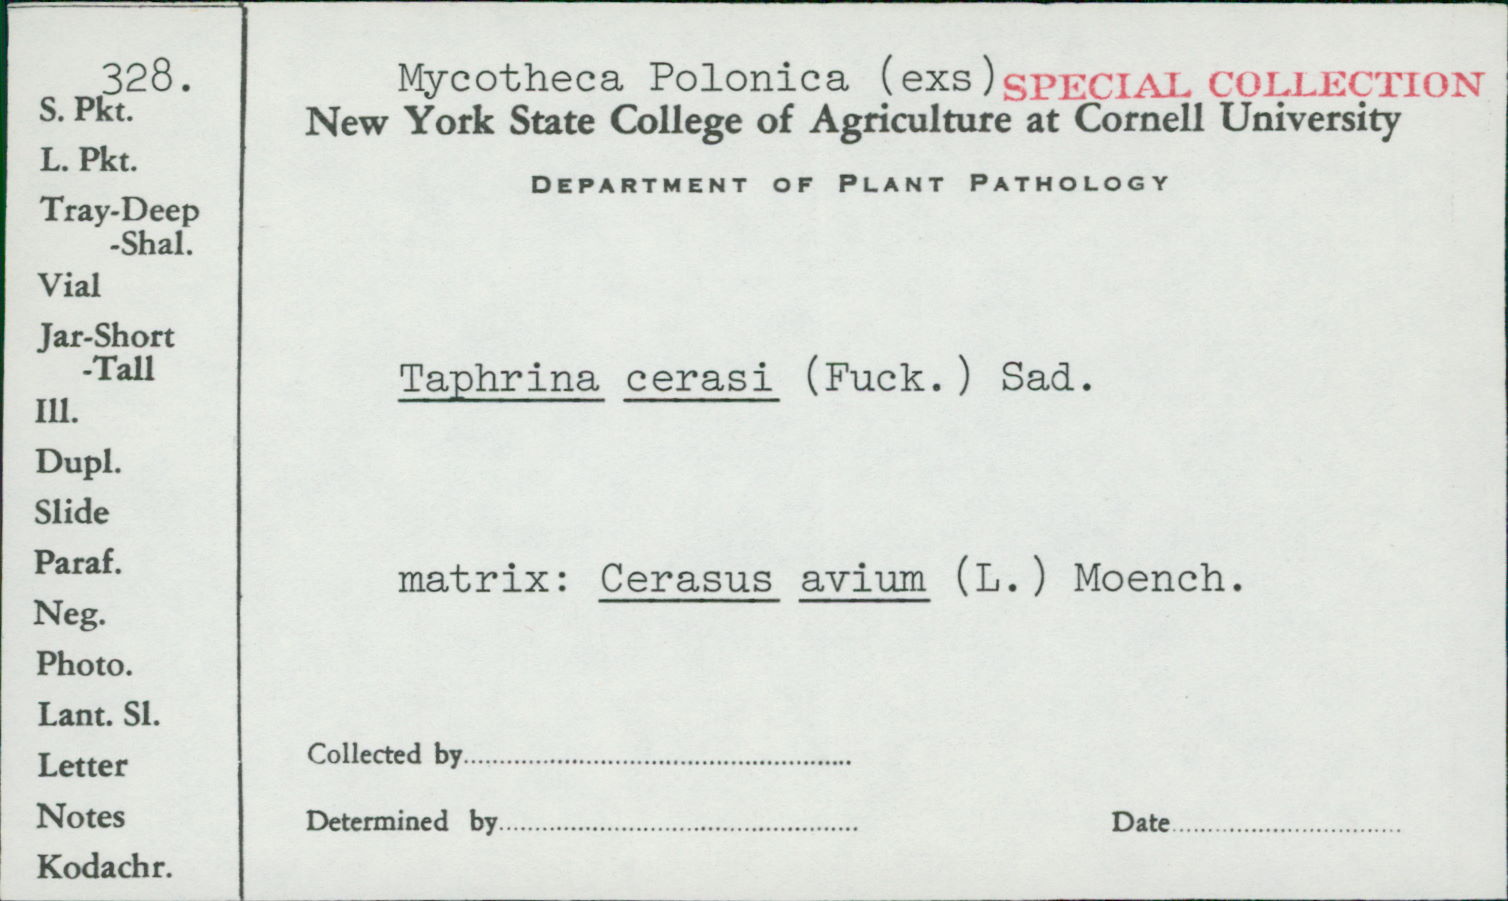 328.
S. Pkt.
L. Pkt.
Tray-Deep
-Shal.
Vial
Jar-Short
-Tall
Ill.
Dupl.
Slide
Paraf.
Neg.
Photo.
Lant. Sl.
Letter
Notes
Kodachr.
Mycotheca Polonica (exs) SPECIAL COLLECTION
New York State College of Agriculture at Cornell University
DEPARTMENT OF PLANT PATHOLOGY
Taphrina cerasi (Fuck.) Sad.
matrix: Cerasus avium (L.) Moench.
Collected by
Determined by Date